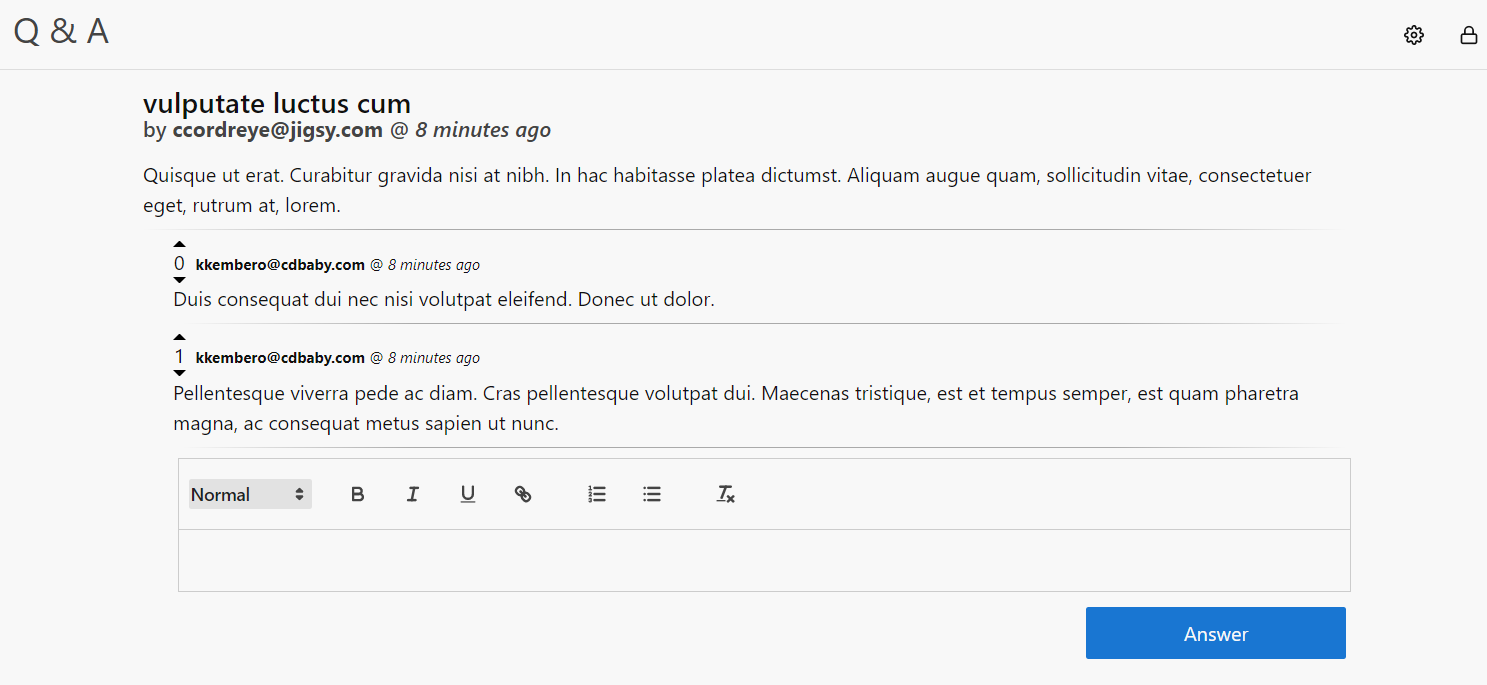 Q & A
vulputate luctus cum
by ccordreye@jigsy.com @ 8 minutes ago
Quisque ut erat. Curabitur gravida nisi at nibh. In hac habitasse platea dictumst. Aliquam augue quam, sollicitudin vitae, consectetuer
eget, rutrum at, lorem.
0 kkembero@cdbaby.com @ 8 minutes ago
Duis consequat dui nec nisi volutpat eleifend. Donec ut dolor.
1 kkembero@cdbaby.com @ 8 minutes ago
Pellentesque viverra pede ac diam. Cras pellentesque volutpat dui. Maecenas tristique, est et tempus semper, est quam pharetra
magna, ac consequat metus sapien ut nunc.
Normal
Answer